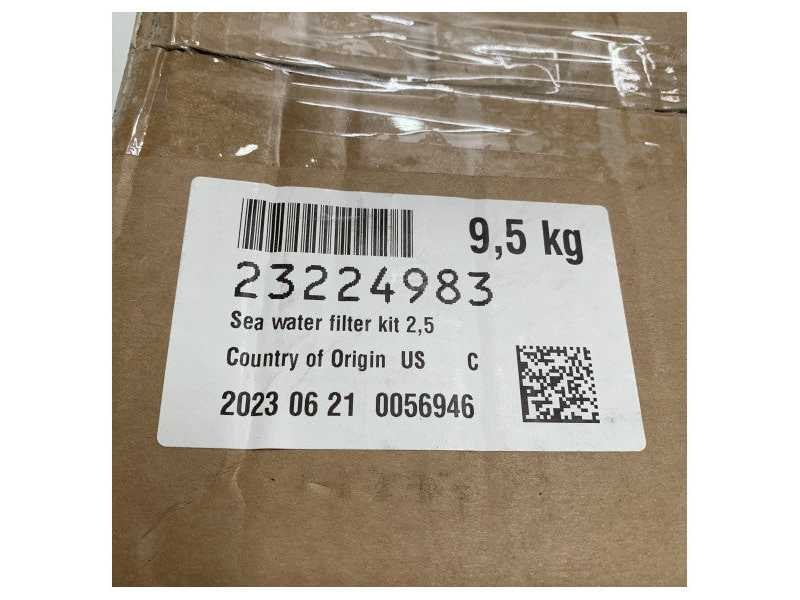 9,5 kg
23224983
Sea water filter kit 2,5
Country of Origin US C
2023 06 21 0056946